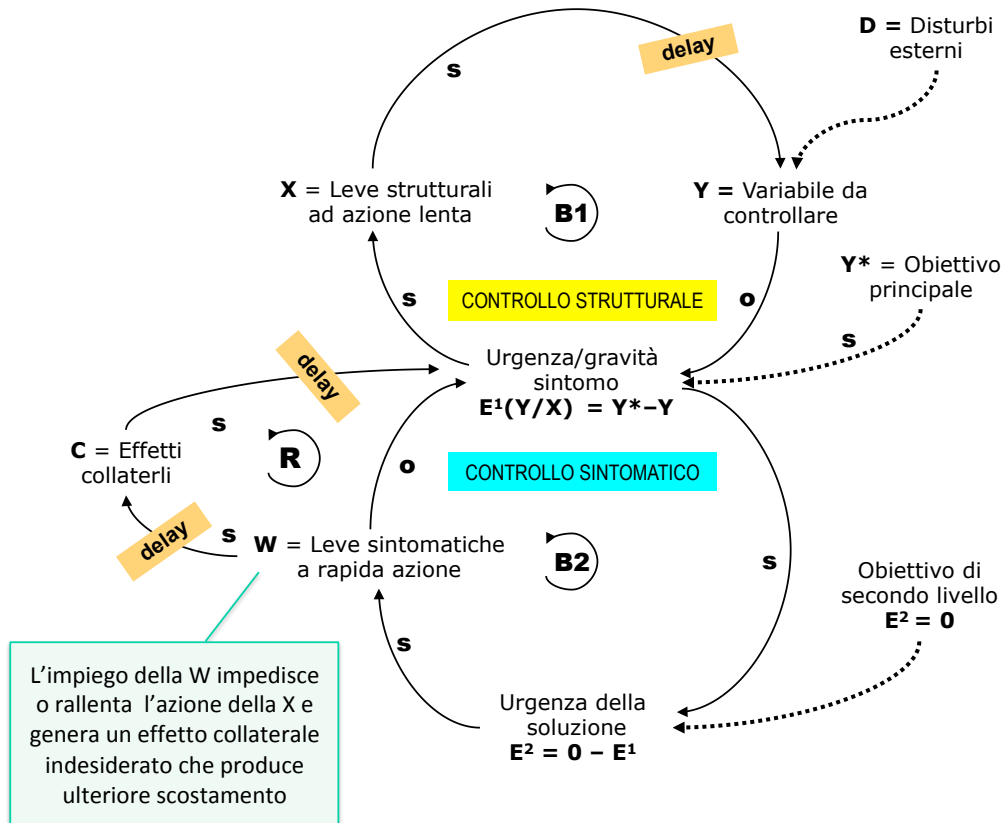 s
delay
D = Disturbi
esterni
X = Leve strutturali
ad azione lenta
B1
Y = Variabile da
controllare
Y* = Obiettivo
principale
s
CONTROLLO STRUTTURALE
o
s
delay
Urgenza/gravità
sintomo
E¹(Y/X) = Y*–Y
s
C = Effetti
collaterli
R
o
CONTROLLO SINTOMATICO
delay
s
W = Leve sintomatiche
a rapida azione
B2
s
Obiettivo di
secondo livello
E² = 0
s
L’impiego della W impedisce
o rallenta l’azione della X e
genera un effetto collaterale
indesiderato che produce
ulteriore scostamento
Urgenza della
soluzione
E² = 0 – E¹